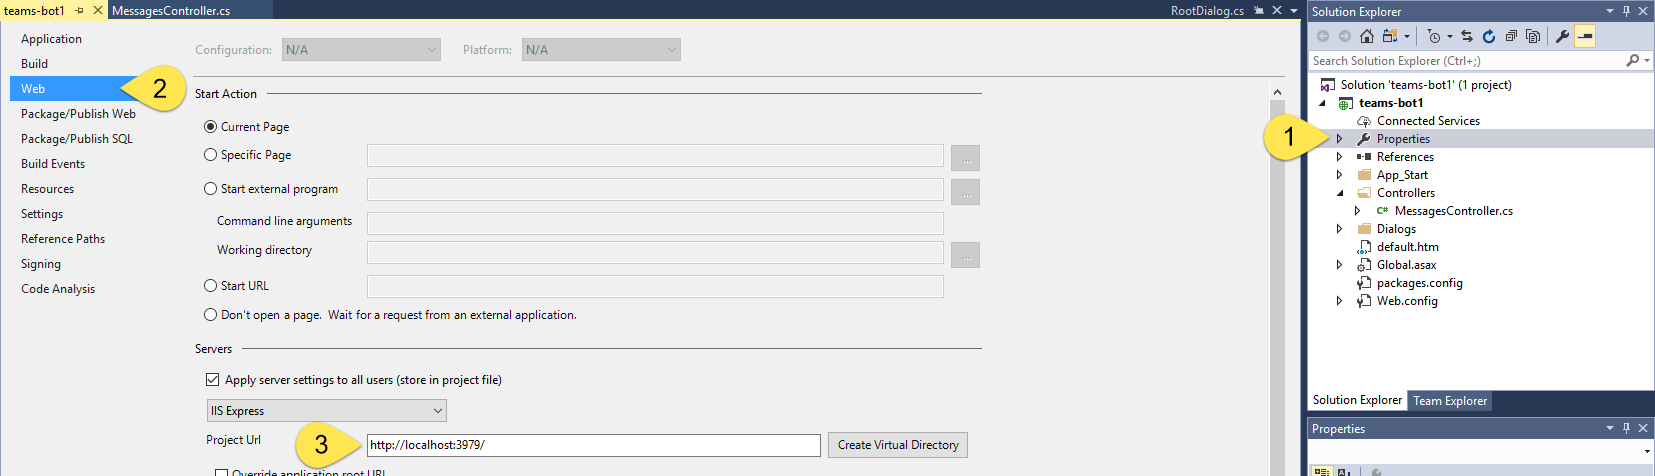 teams-bot1
MessagesController.cs
RootDialog.cs
Application
Build
Web
Package/Publish Web
Package/Publish SQL
Build Events
Resources
Settings
Reference Paths
Signing
Code Analysis
2
Configuration: N/A
Platform: N/A
Start Action
Current Page
Specific Page
...
Start external program
...
Command line arguments
Working directory
...
Start URL
Don't open a page. Wait for a request from an external application.
Servers
Apply server settings to all users (store in project file)
IIS Express
Project Url
3
http://localhost:3979/
Create Virtual Directory
Override application root URL
Solution Explorer
Search Solution Explorer (Ctrl+;)
Solution 'teams-bot1' (1 project)
teams-bot1
Connected Services
1
Properties
References
App_Start
Controllers
C# MessagesController.cs
Dialogs
default.htm
Global.asax
packages.config
Web.config
Solution Explorer
Team Explorer
Properties